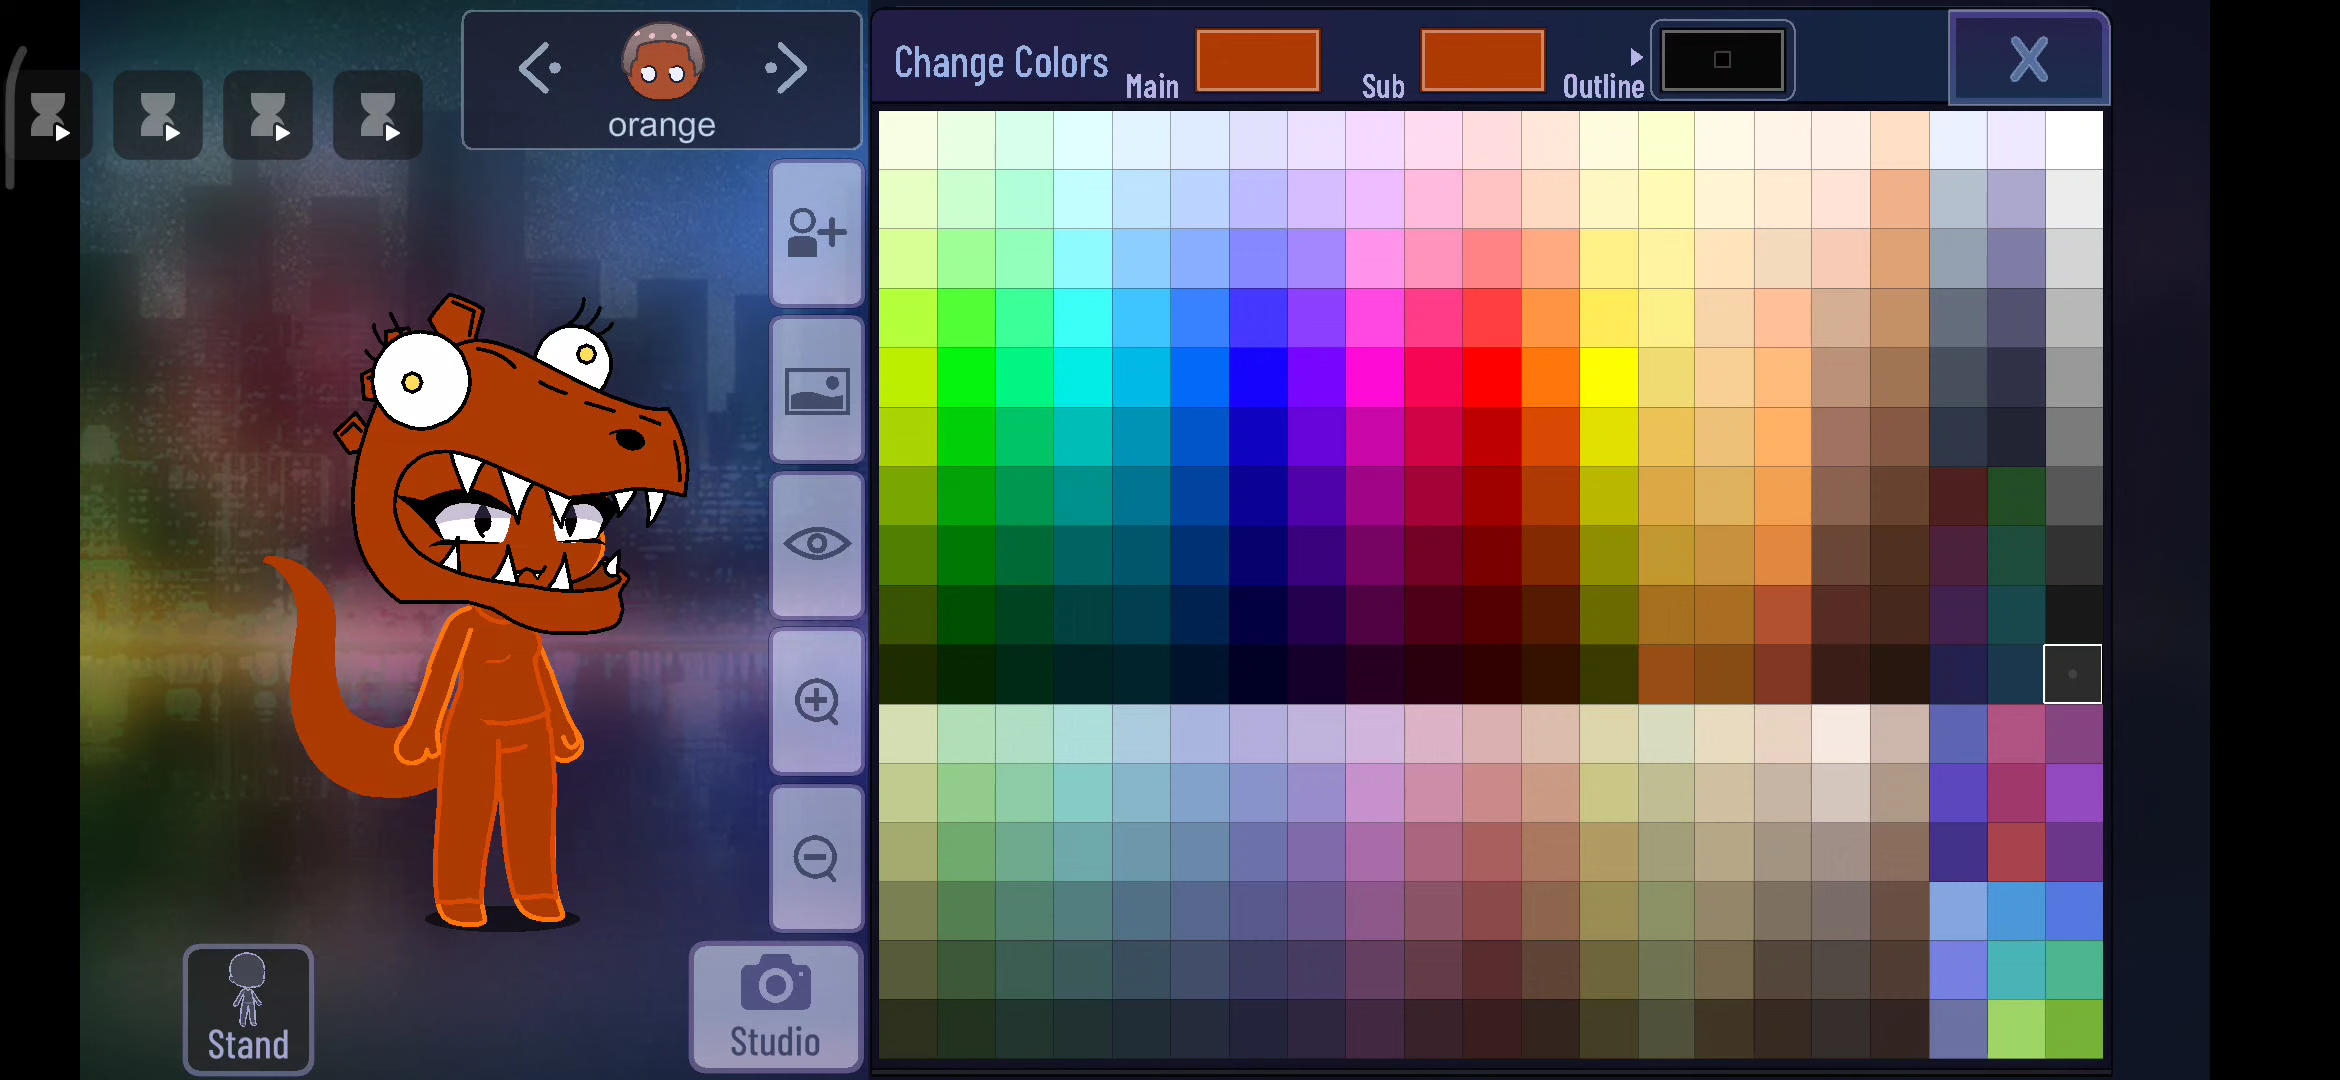 orange
Change Colors
Main
Sub
Outline
X
Stand
Studio